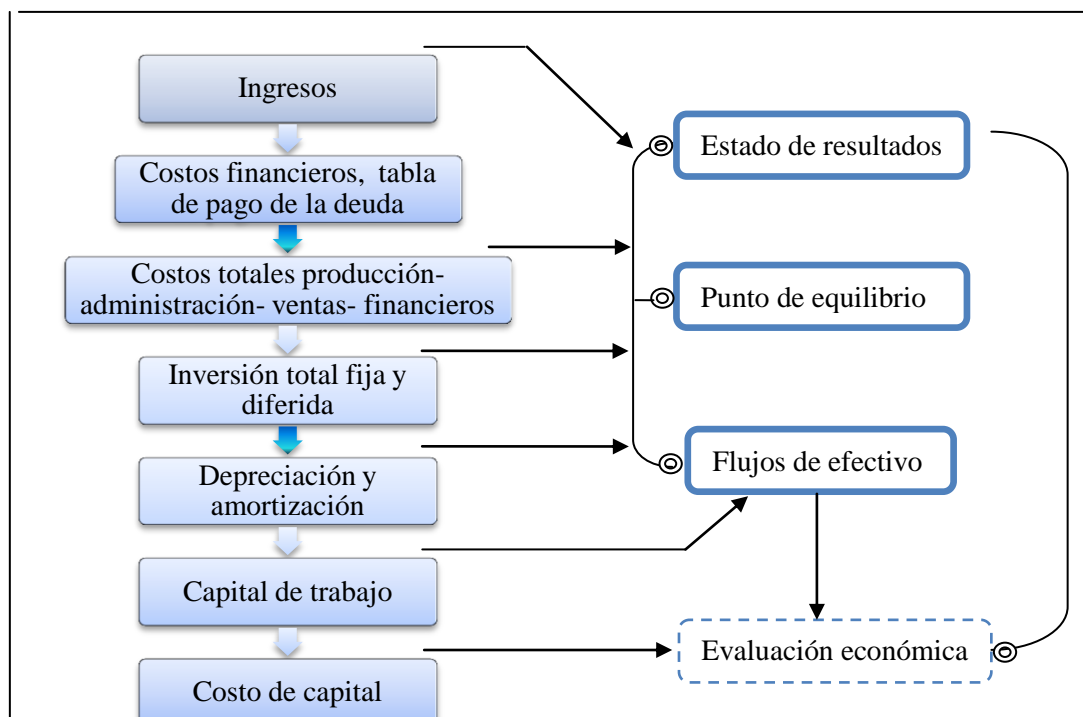 Ingresos
Costos financieros, tabla
de pago de la deuda
Costos totales producción-
administración- ventas- financieros
Inversión total fija y
diferida
Depreciación y
amortización
Capital de trabajo
Costo de capital
Estado de resultados
Punto de equilibrio
Flujos de efectivo
Evaluación económica